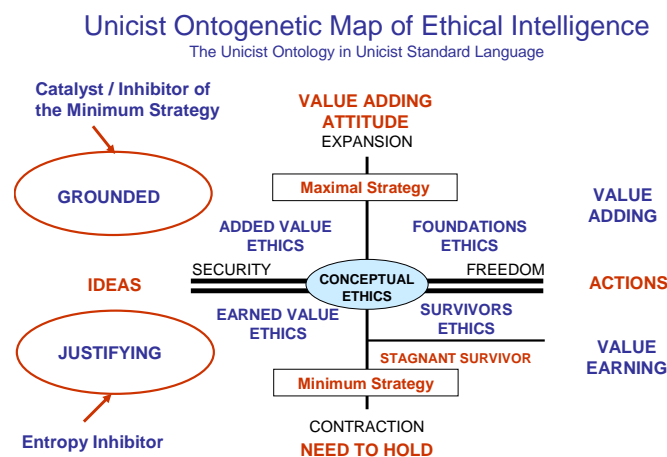 Unicist Ontogenetic Map of Ethical Intelligence
The Unicist Ontology in Unicist Standard Language
Catalyst / Inhibitor of
the Minimum Strategy
VALUE ADDING
ATTITUDE
EXPANSION
GROUNDED
Maximal Strategy
VALUE
ADDING
ADDED VALUE
ETHICS
FOUNDATIONS
ETHICS
SECURITY
FREEDOM
IDEAS
CONCEPTUAL
ETHICS
ACTIONS
EARNED VALUE
ETHICS
SURVIVORS
ETHICS
JUSTIFYING
STAGNANT SURVIVOR
VALUE
EARNING
Minimum Strategy
CONTRACTION
Entropy Inhibitor
NEED TO HOLD